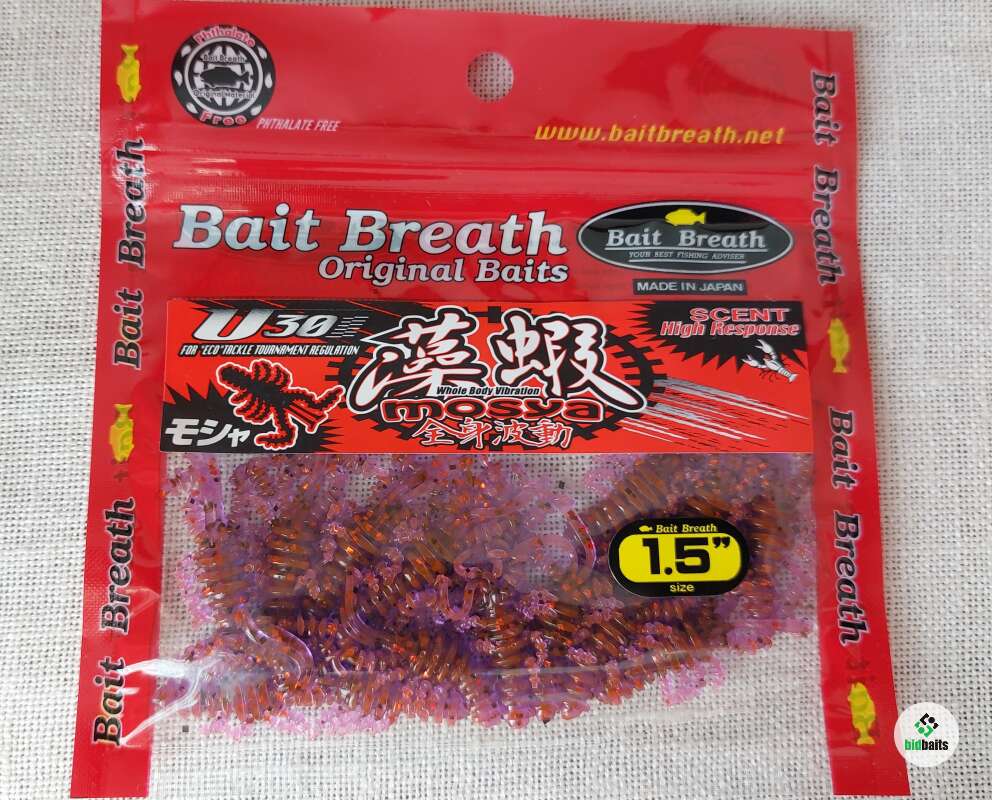 Phthalate
Bait Breath
Original Material
Free
PHTHALATE FREE
www.baitbreath.net
Bait Breath
Original Baits
Bait Breath
YOUR BEST FISHING ADVISER
MADE IN JAPAN
U30
FOR "ECO" TACKLE TOURNAMENT REGULATION
藻蝦
Whole Body Vibration
mosya
全身波動
モシャ
SCENT
High Response
Bait Breath
1.5”
size
Bait Breath
Bait Breath
Bait Breath
Bait Breath
bidbaits